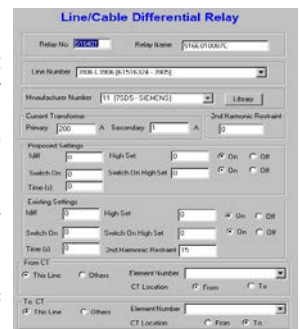 Line/Cable Differential Relay
Relay No. Relay Name
Line Number
Manufacturer Number 11 (7SD5 - SIEMENS) Library
Current Transformer 2nd Harmonic Restraint
Primary 200 A Secondary 1 A 0
Proposed Settings
Idiff 0 High Set 0 On Off
Switch On 0 Switch On High Set 0 On Off
Time (s) 0
Existing Settings
Idiff 0 High Set 0 On Off
Switch On 0 Switch On High Set 0 On Off
Time (s) 0 2nd Harmonic Restraint 15
From CT
This Line Others Element Number
CT Location From To
To CT
This Line Others Element Number
CT Location From To